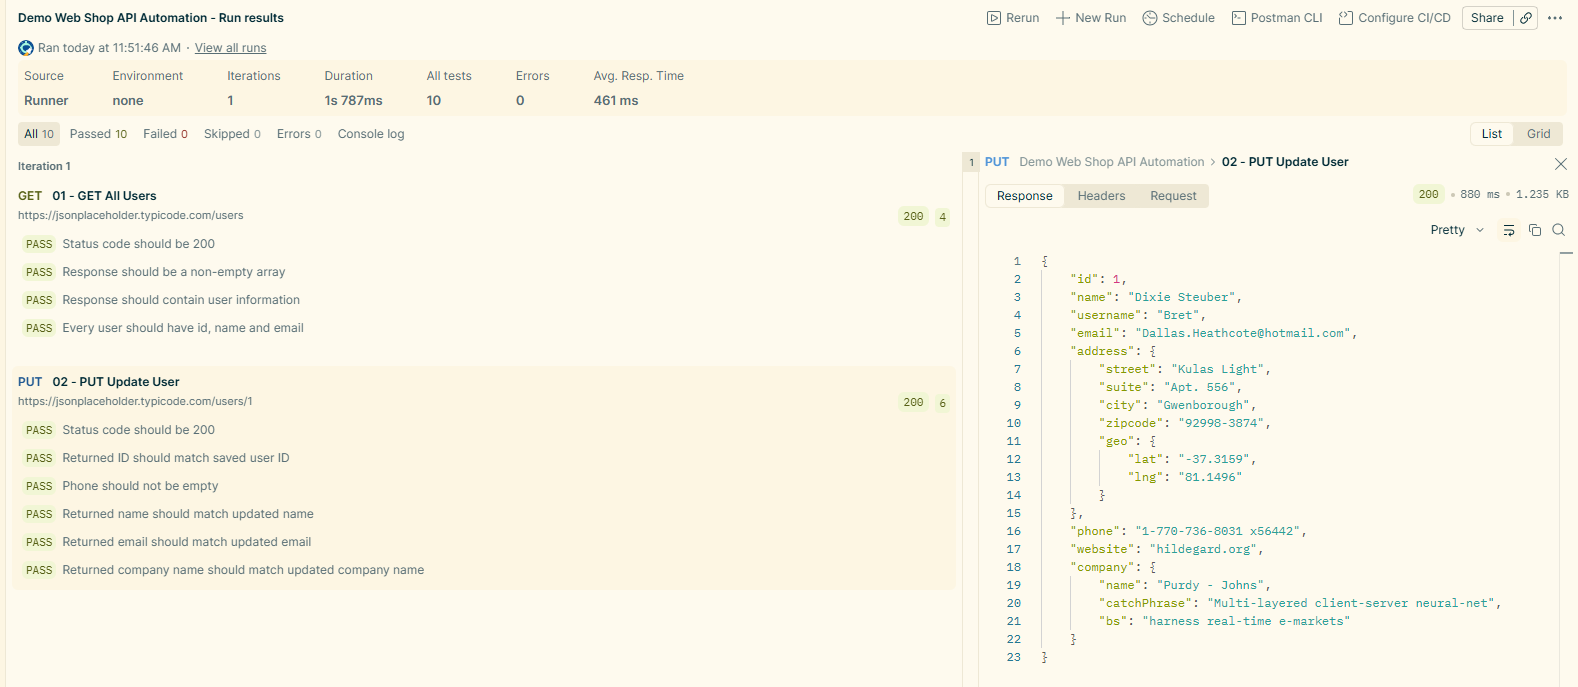 Demo Web Shop API Automation - Run results
Rerun New Run Schedule Postman CLI Configure CI/CD Share
Ran today at 11:51:46 AM · View all runs
Source Environment Iterations Duration All tests Errors Avg. Resp. Time
Runner none 1 1s 787ms 10 0 461 ms
All 10 Passed 10 Failed 0 Skipped 0 Errors 0 Console log
List Grid
Iteration 1
GET 01 - GET All Users
https://jsonplaceholder.typicode.com/users
200 4
PASS Status code should be 200
PASS Response should be a non-empty array
PASS Response should contain user information
PASS Every user should have id, name and email
PUT 02 - PUT Update User
https://jsonplaceholder.typicode.com/users/1
200 6
PASS Status code should be 200
PASS Returned ID should match saved user ID
PASS Phone should not be empty
PASS Returned name should match updated name
PASS Returned email should match updated email
PASS Returned company name should match updated company name
1 PUT Demo Web Shop API Automation > 02 - PUT Update User
Response Headers Request
200 • 880 ms • 1.235 KB
Pretty
1 {
2 "id": 1,
3 "name": "Dixie Steuber",
4 "username": "Bret",
5 "email": "Dallas.Heathcote@hotmail.com",
6 "address": {
7 "street": "Kulas Light",
8 "suite": "Apt. 556",
9 "city": "Gwenborough",
10 "zipcode": "92998-3874",
11 "geo": {
12 "lat": "-37.3159",
13 "lng": "81.1496"
14 }
15 },
16 "phone": "1-770-736-8031 x56442",
17 "website": "hildegard.org",
18 "company": {
19 "name": "Purdy - Johns",
20 "catchPhrase": "Multi-layered client-server neural-net",
21 "bs": "harness real-time e-markets"
22 }
23 }